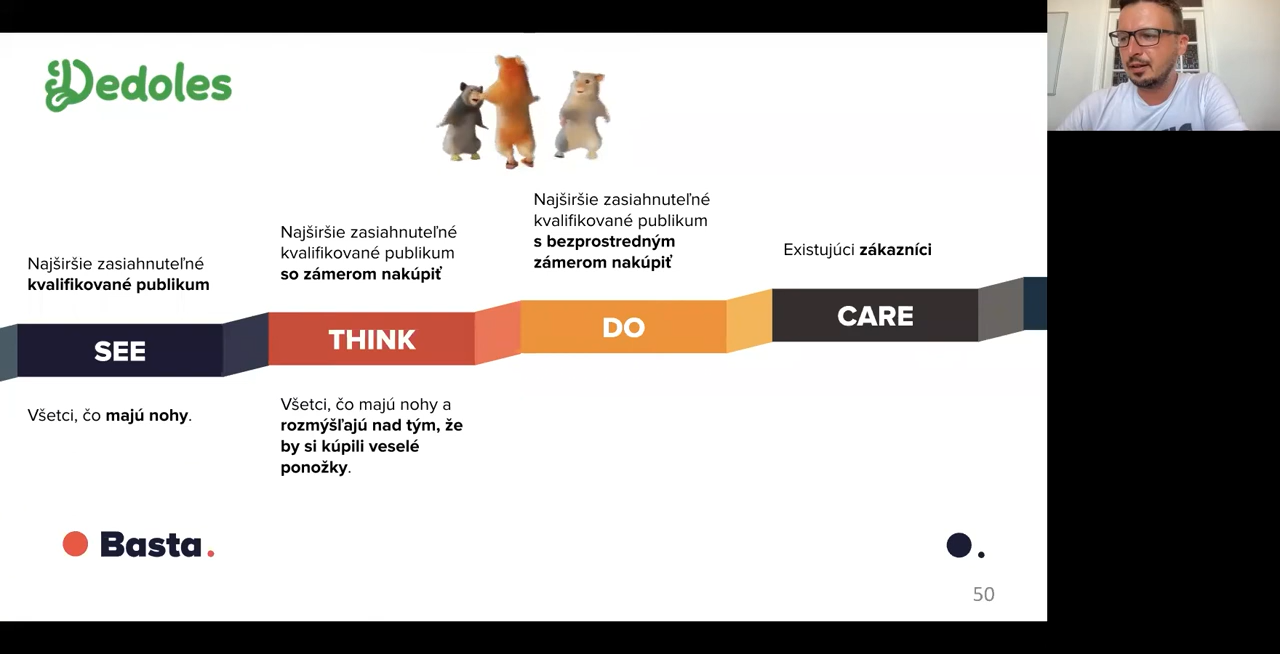 Dedoles
Najširšie zasiahnuteľné
kvalifikované publikum
Najširšie zasiahnuteľné
kvalifikované publikum
so zámerom nakúpiť
Najširšie zasiahnuteľné
kvalifikované publikum
s bezprostredným
zámerom nakúpiť
Existujúci zákazníci
SEE
THINK
DO
CARE
Všetci, čo majú nohy.
Všetci, čo majú nohy a
rozmýšľajú nad tým, že
by si kúpili veselé
ponožky.
Basta.
50